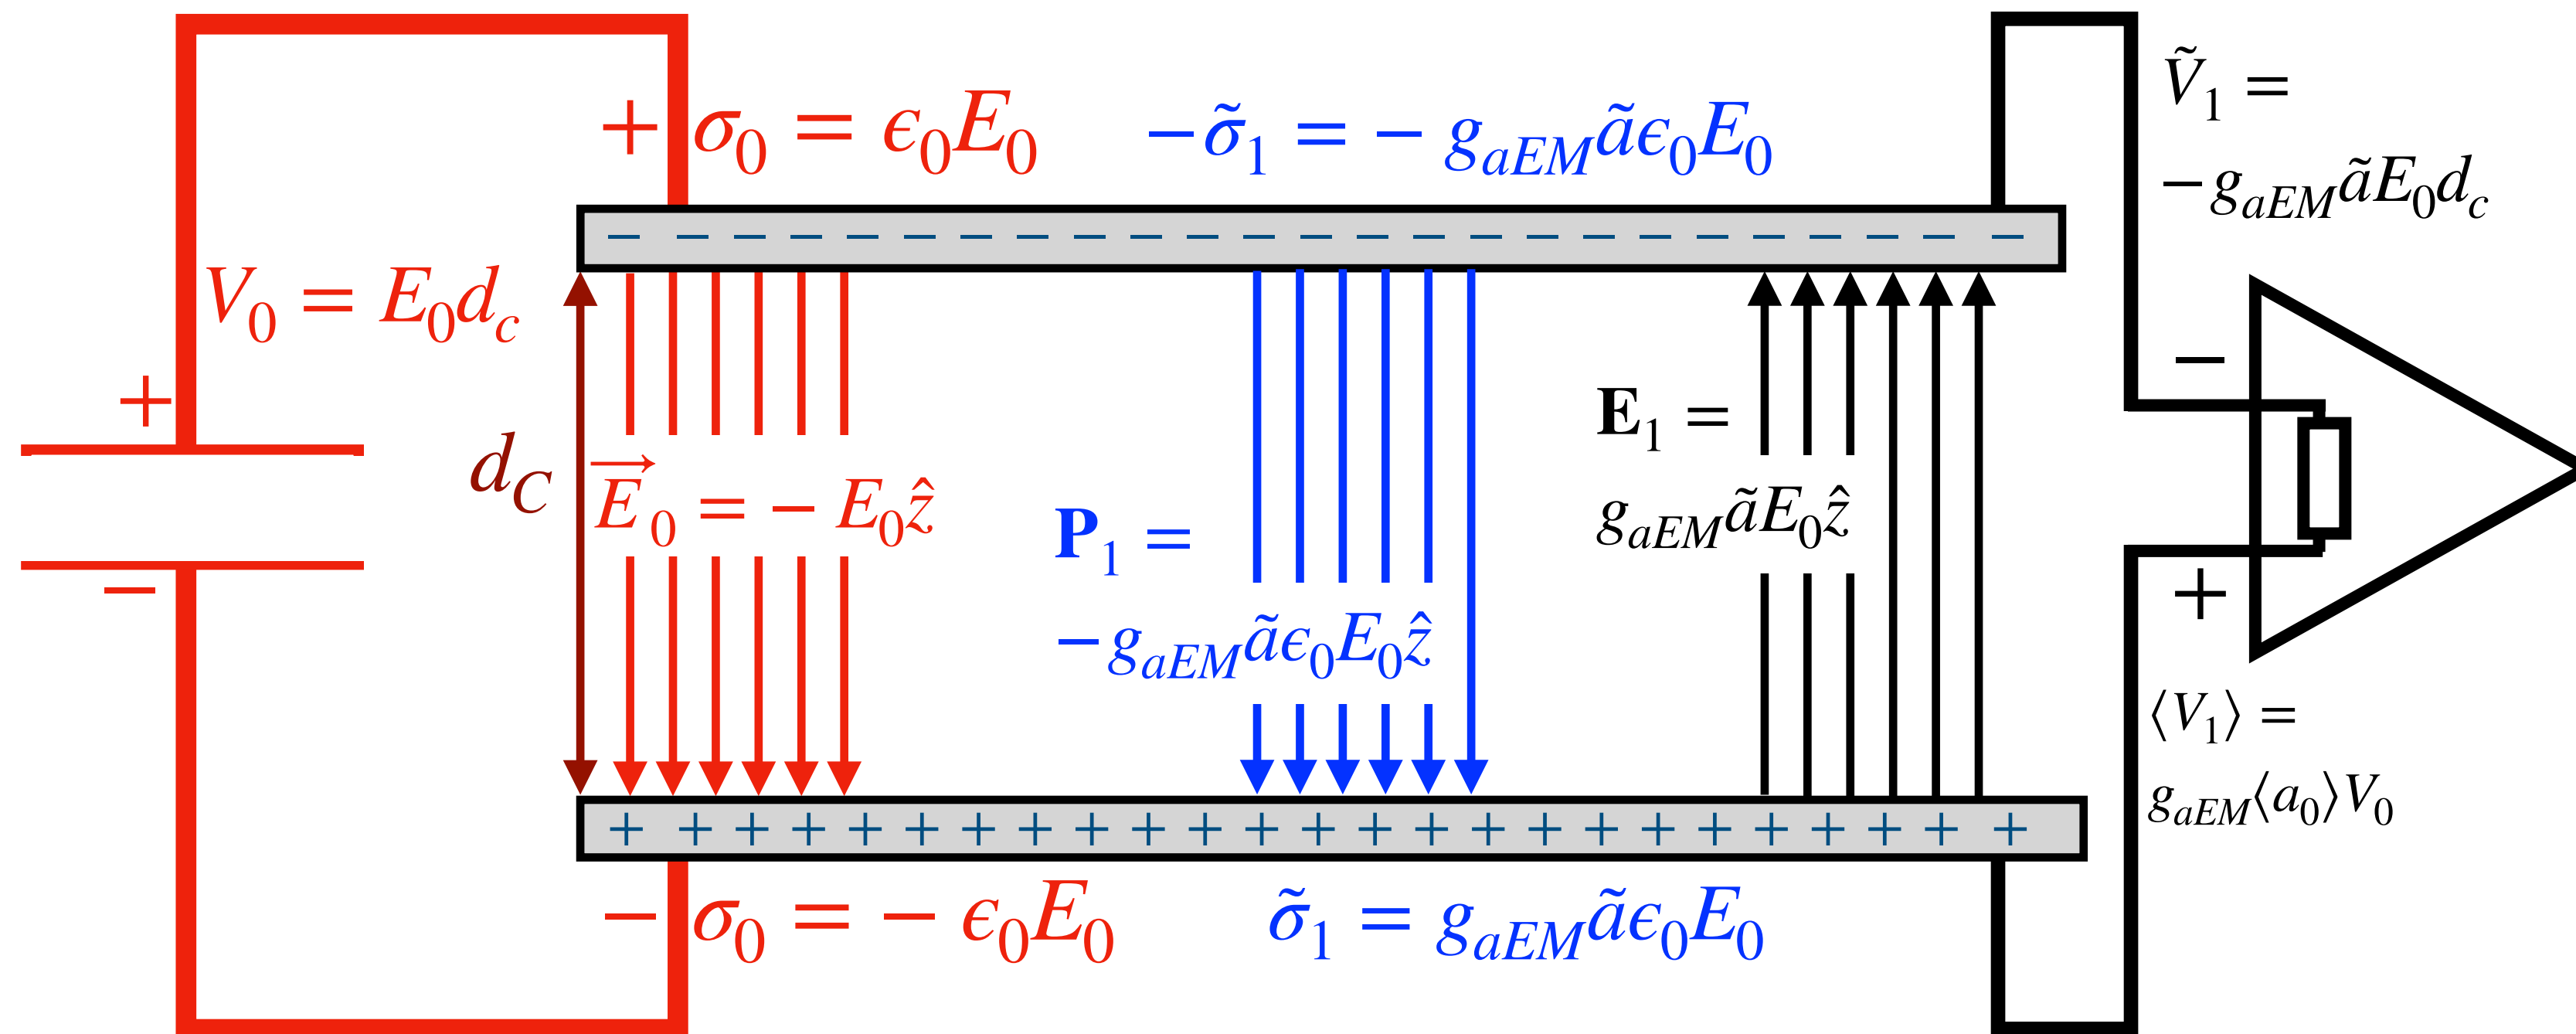 + σ₀ = ϵ₀E₀
−σ̃₁ = − g_{aEM}ãϵ₀E₀
Ṽ₁ =
−g_{aEM}ãE₀d_c
− − − − − − − − − − − − − − − − − − − − − − − − −
V₀ = E₀d_c
+
−
d_C
E⃗₀ = − E₀ẑ
P₁ =
−g_{aEM}ãϵ₀E₀ẑ
E₁ =
g_{aEM}ãE₀ẑ
−
+
⟨V₁⟩ =
g_{aEM}⟨a₀⟩V₀
+ + + + + + + + + + + + + + + + + + + + + + + + +
− σ₀ = − ϵ₀E₀
σ̃₁ = g_{aEM}ãϵ₀E₀